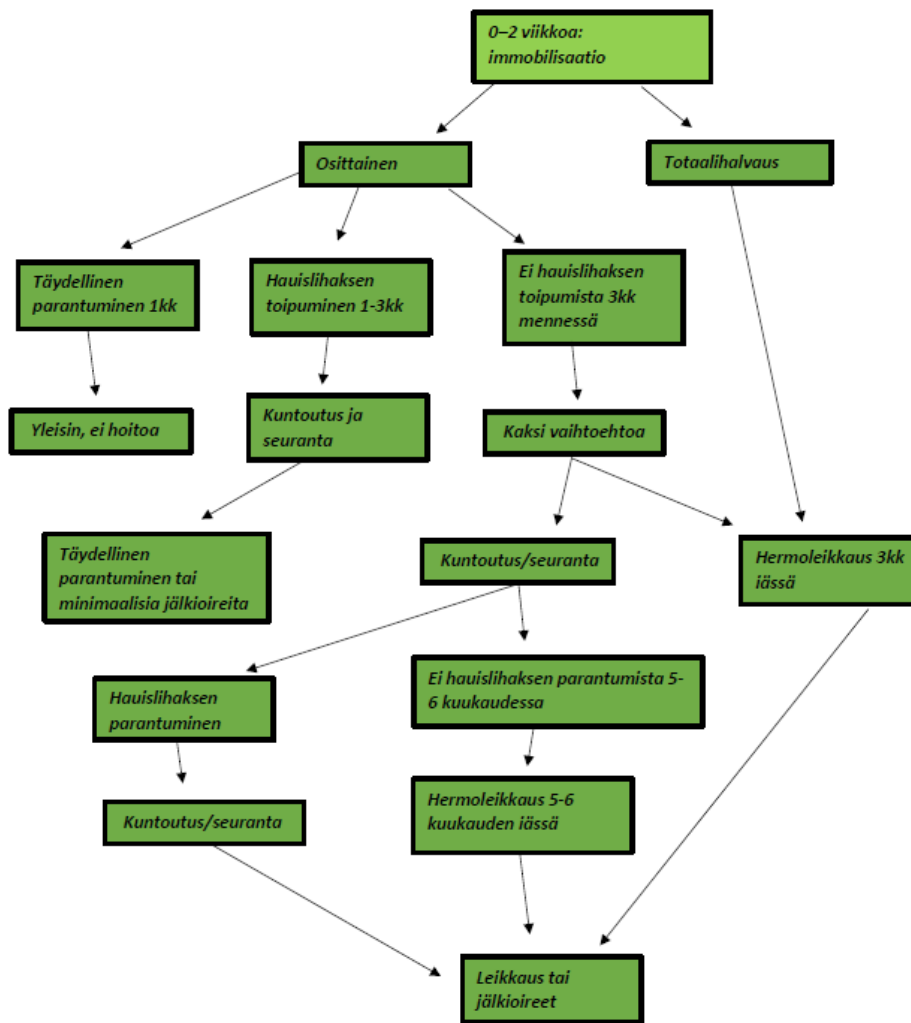 0–2 viikkoa:
immobilisaatio
Osittainen
Totaalihalvaus
Täydellinen
parantuminen 1kk
Hauislihaksen
toipuminen 1-3kk
Ei hauislihaksen
toipumista 3kk
mennessä
Yleisin, ei hoitoa
Kuntoutus ja
seuranta
Kaksi vaihtoehtoa
Täydellinen
parantuminen tai
minimaalisia jälkioireita
Kuntoutus/seuranta
Hermoleikkaus 3kk
iässä
Hauislihaksen
parantuminen
Ei hauislihaksen parantumista 5-
6 kuukaudessa
Kuntoutus/seuranta
Hermoleikkaus 5-6
kuukauden iässä
Leikkaus tai
jälkioireet